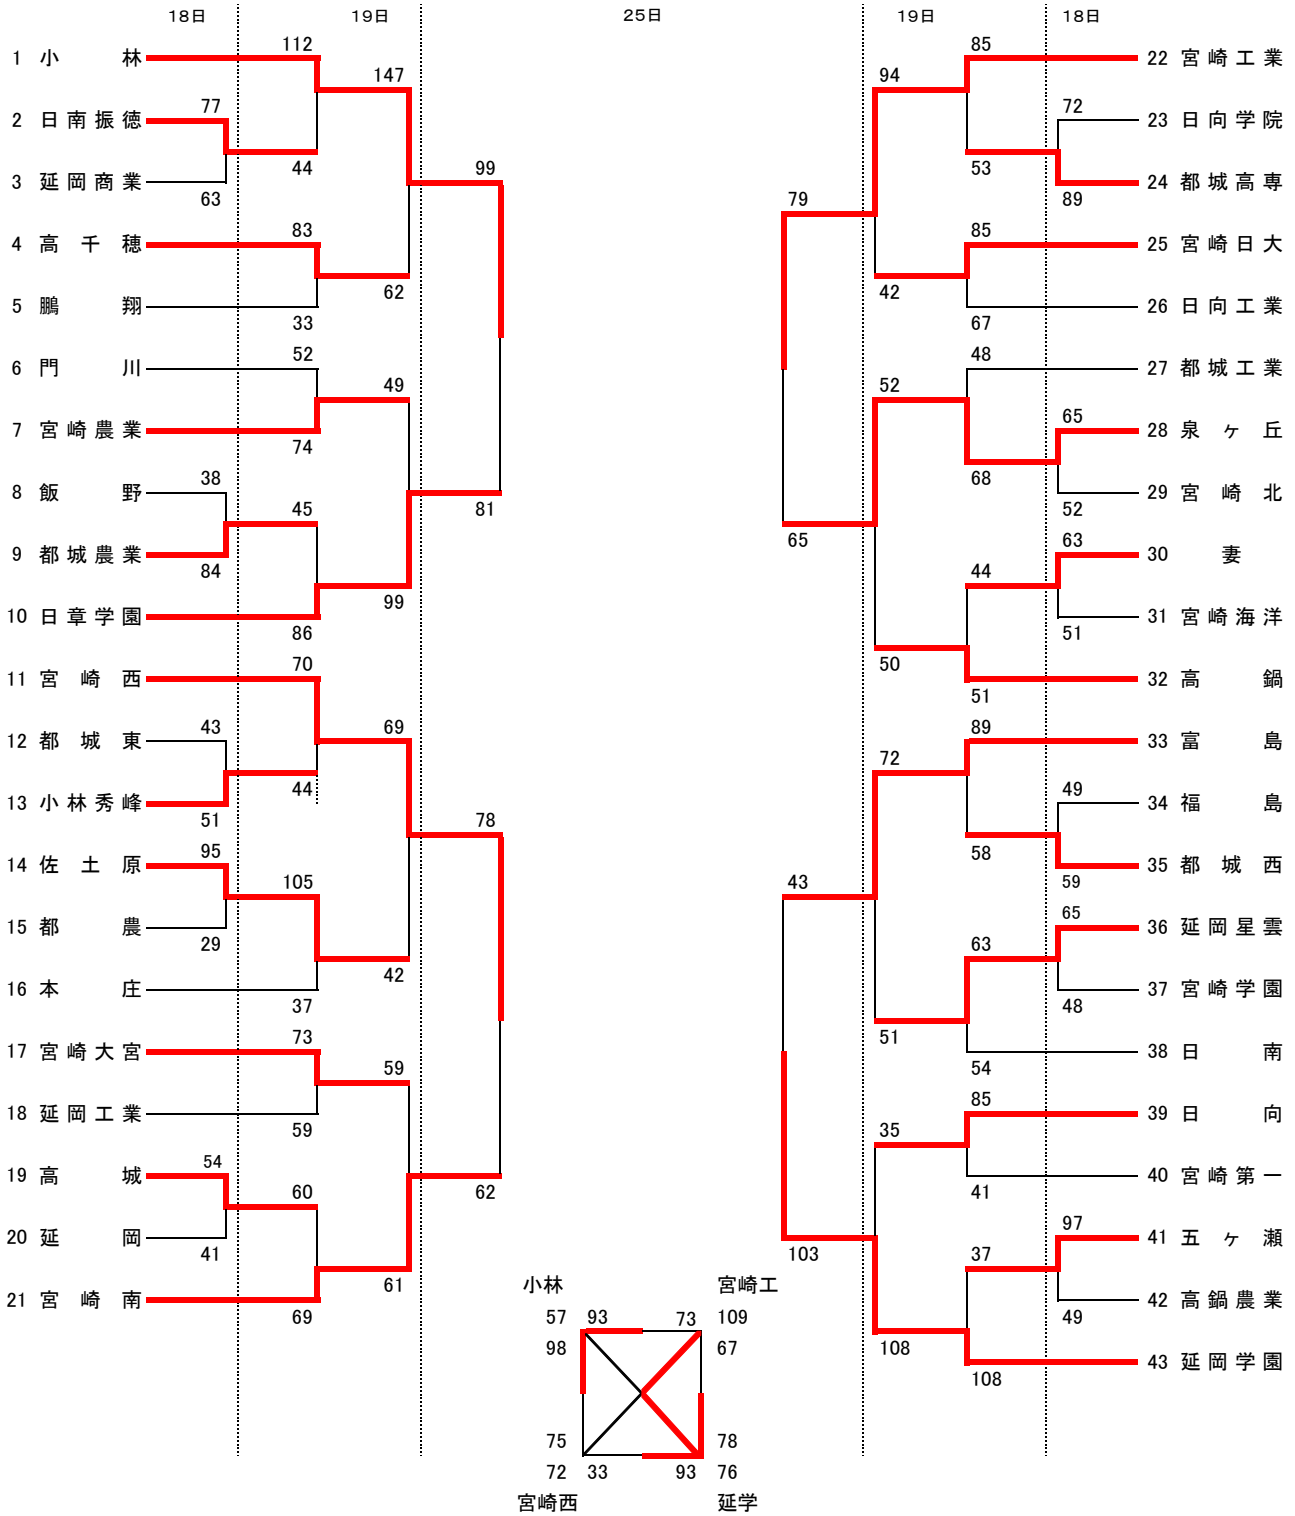 18日 19日 25日 19日 18日
112 85
1 小林 22 宮崎工業
147 94
77 72
2 日南振徳 23 日向学院
44 99 53
3 延岡商業 24 都城高専
63 79 89
83 85
4 高千穂 25 宮崎日大
62 42
5 鵬翔 26 日向工業
33 67
52 48
6 門川 27 都城工業
49 52 65
7 宮崎農業 28 泉ヶ丘
74 68
38
8 飯野 29 宮崎北
45 81 52
65 63
9 都城農業 30 妻
84 44
99
10 日章学園 31 宮崎海洋
86 51
70 50
11 宮崎西 32 高鍋
51
43 69 89
12 都城東 33 富島
72
44 49
13 小林秀峰 34 福島
51 78
95 58
14 佐土原 35 都城西
105 43 59
65
15 都農 36 延岡星雲
29 63
42
16 本庄 37 宮崎学園
37 48
73 51
17 宮崎大宮 38 日南
59 54
85
18 延岡工業 39 日向
59 35
54
19 高城 40 宮崎第一
60 62 41
97
20 延岡 41 五ヶ瀬
41 103 37
61
小林 宮崎工
21 宮崎南 42 高鍋農業
69 57 93 73 109 49
98 67 108
43 延岡学園
108
75 78
72 33 93 76
宮崎西 延学